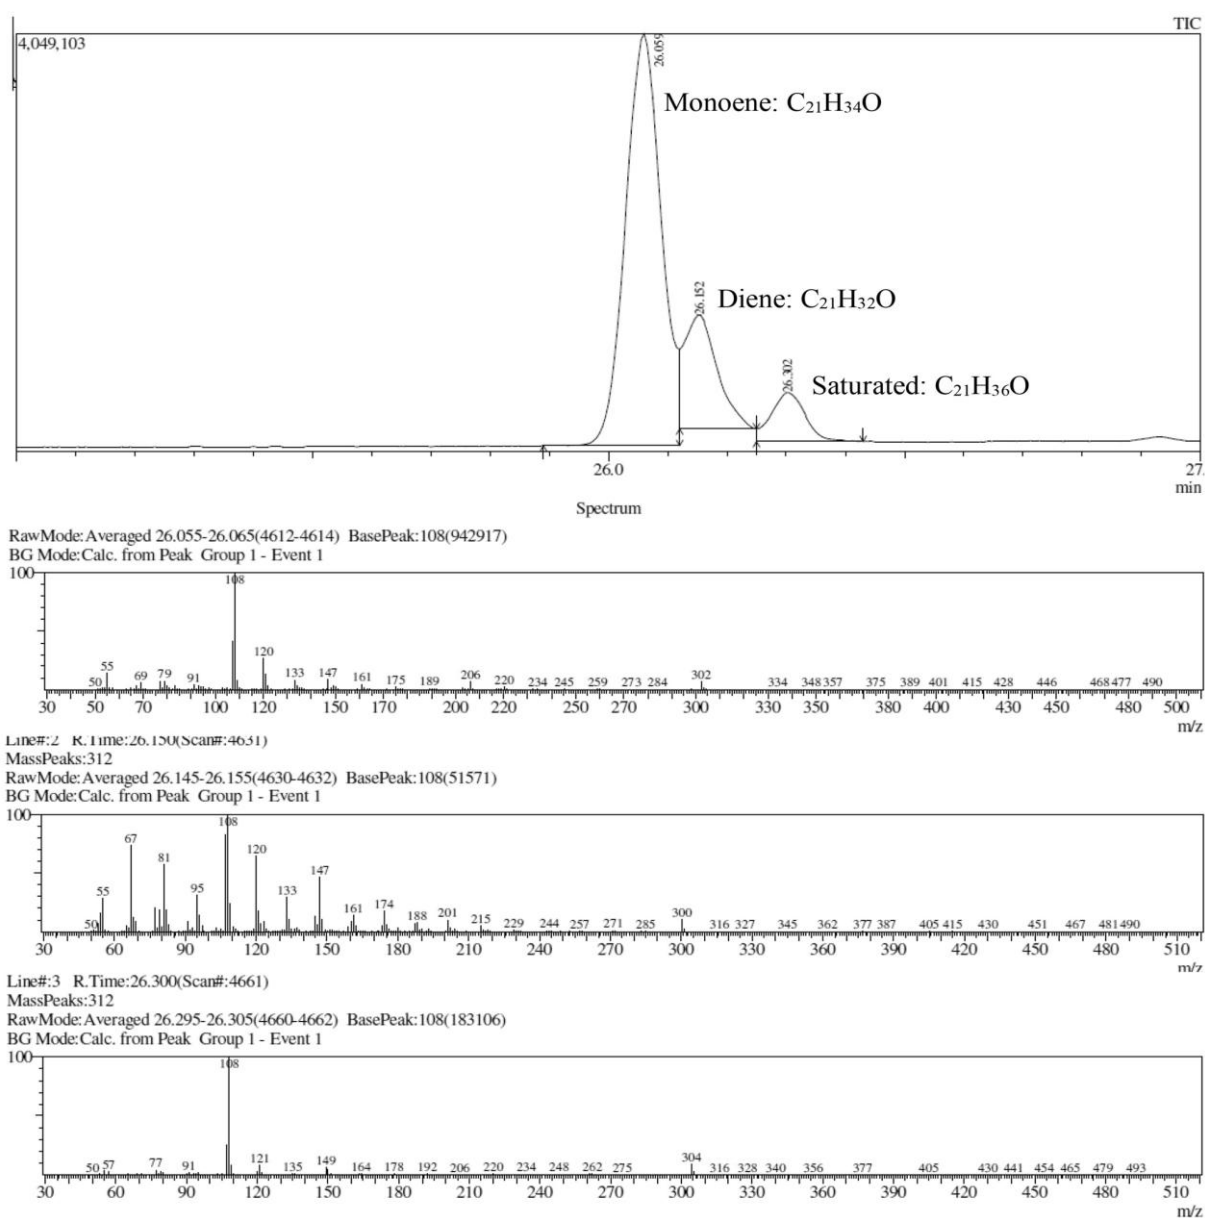 TIC
4,049,103
26.059
Monoene: C₂₁H₃₄O
26.152
Diene: C₂₁H₃₂O
26.302
Saturated: C₂₁H₃₆O
26.0 27.
min
Spectrum
RawMode:Averaged 26.055-26.065(4612-4614) BasePeak:108(942917)
BG Mode:Calc. from Peak Group 1 - Event 1
100
108
50 55 69 79 91 120 133 147 161 175 189 206 220 234 245 259 273 284 302 334 348 357 375 389 401 415 428 446 468 477 490
30 50 70 100 120 150 170 200 220 250 270 300 330 350 380 400 430 450 480 500
m/z
Line#:2 R.Time:26.150(Scan#:4631)
MassPeaks:312
RawMode:Averaged 26.145-26.155(4630-4632) BasePeak:108(51571)
BG Mode:Calc. from Peak Group 1 - Event 1
100
108
50 55 67 81 95 120 133 147 161 174 188 201 215 229 244 257 271 285 300 316 327 345 362 377 387 405 415 430 451 467 481 490
30 60 90 120 150 180 210 240 270 300 330 360 390 420 450 480 510
m/z
Line#:3 R.Time:26.300(Scan#:4661)
MassPeaks:312
RawMode:Averaged 26.295-26.305(4660-4662) BasePeak:108(183106)
BG Mode:Calc. from Peak Group 1 - Event 1
100
108
50 57 77 91 121 135 149 164 178 192 206 220 234 248 262 275 304 316 328 340 356 377 405 430 441 454 465 479 493
30 60 90 120 150 180 210 240 270 300 330 360 390 420 450 480 510
m/z